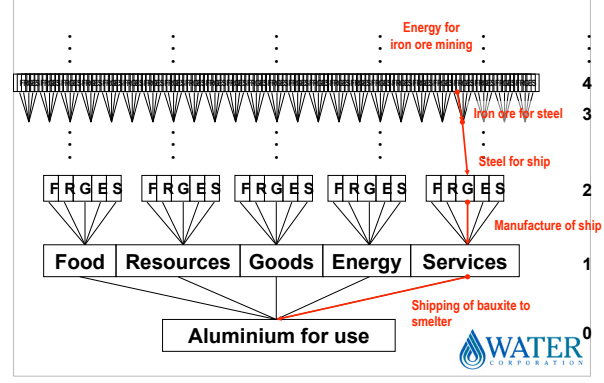 Energy for
iron ore mining
4
3
Iron ore for steel
Steel for ship
F R G E S F R G E S F R G E S F R G E S F R G E S 2
Manufacture of ship
Food Resources Goods Energy Services 1
Shipping of bauxite to
smelter
0
Aluminium for use
WATER
CORPORATION